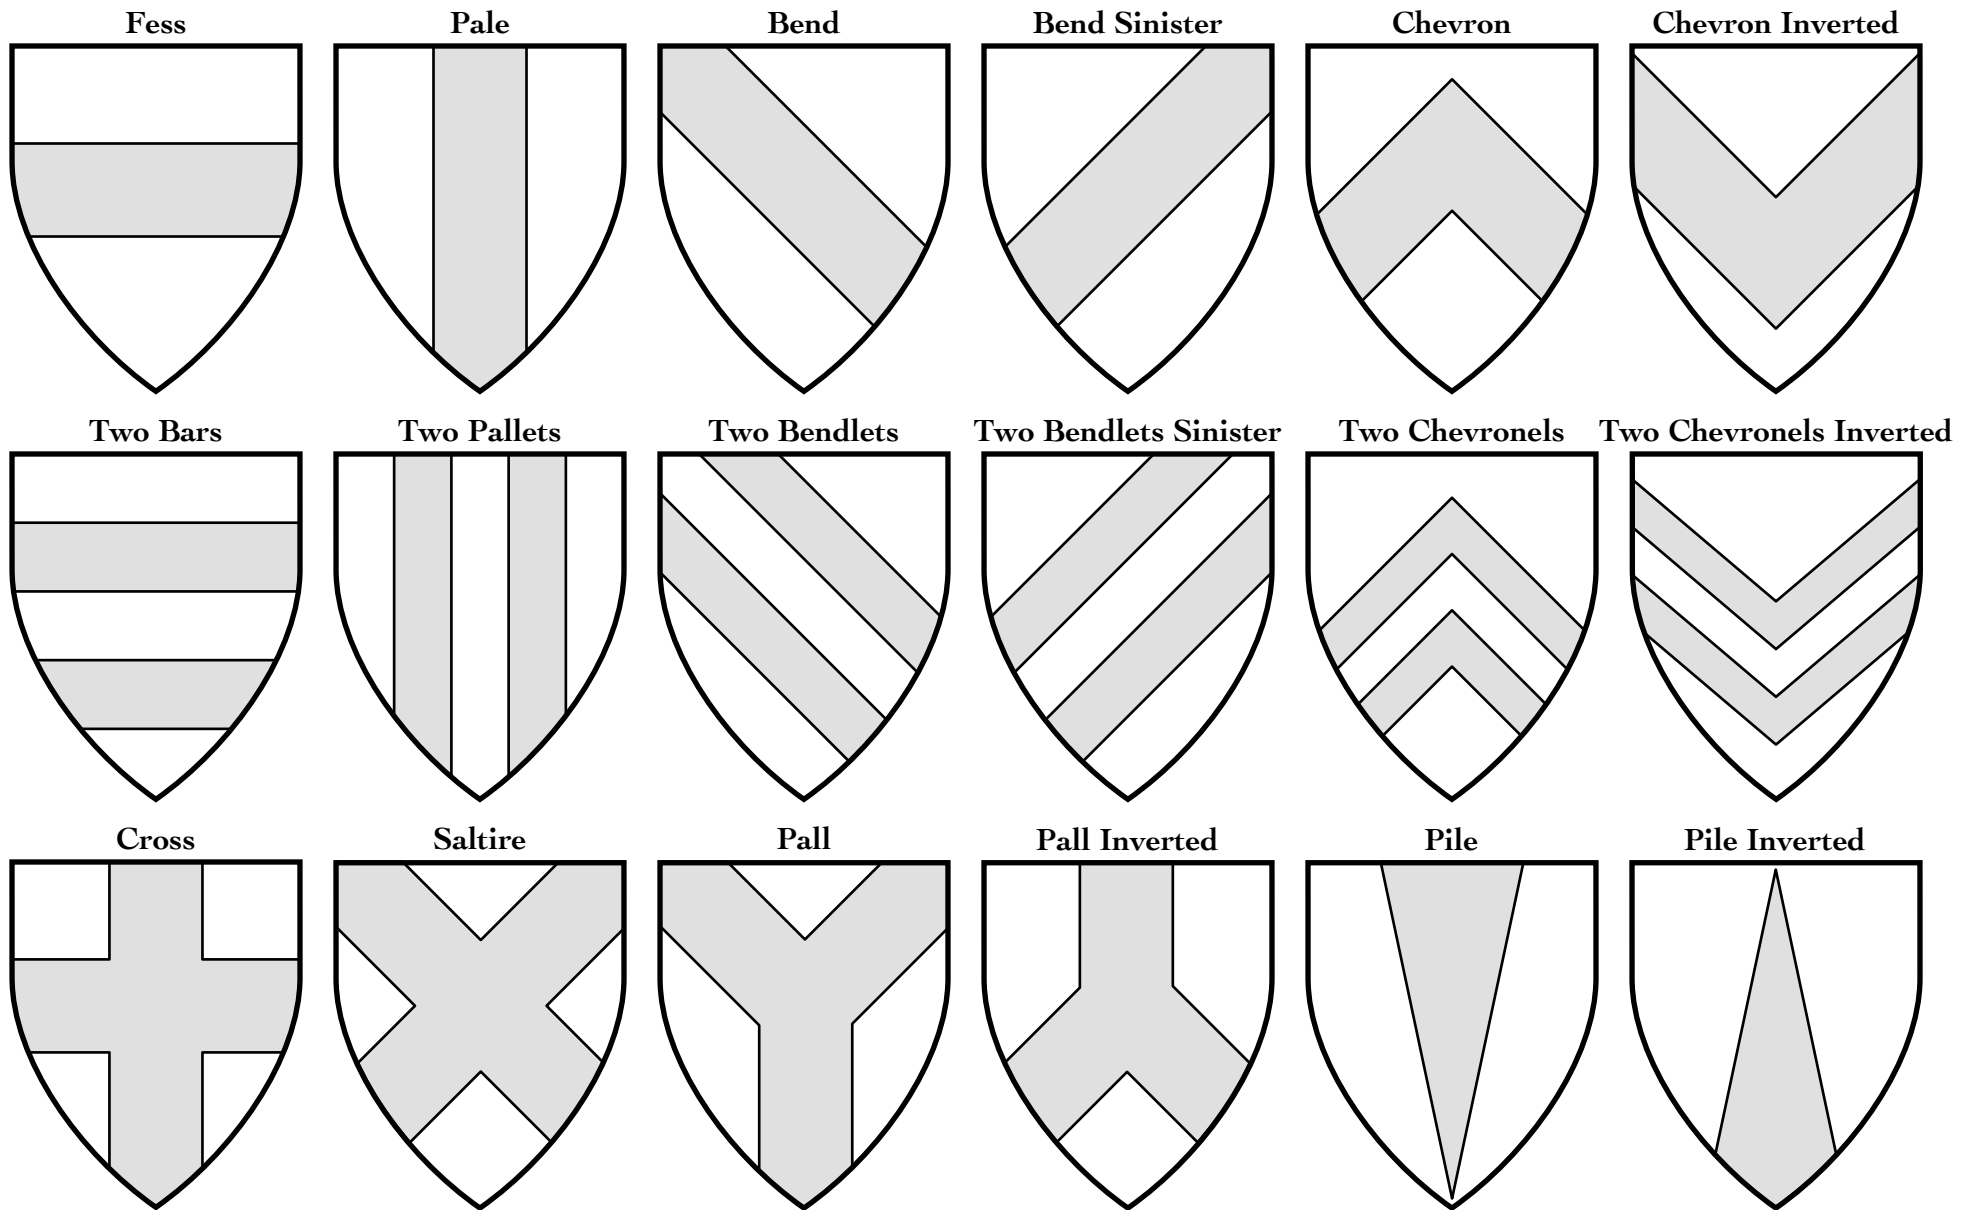 Fess
Pale
Bend
Bend Sinister
Chevron
Chevron Inverted
Two Bars
Two Pallets
Two Bendlets
Two Bendlets Sinister
Two Chevronels
Two Chevronels Inverted
Cross
Saltire
Pall
Pall Inverted
Pile
Pile Inverted